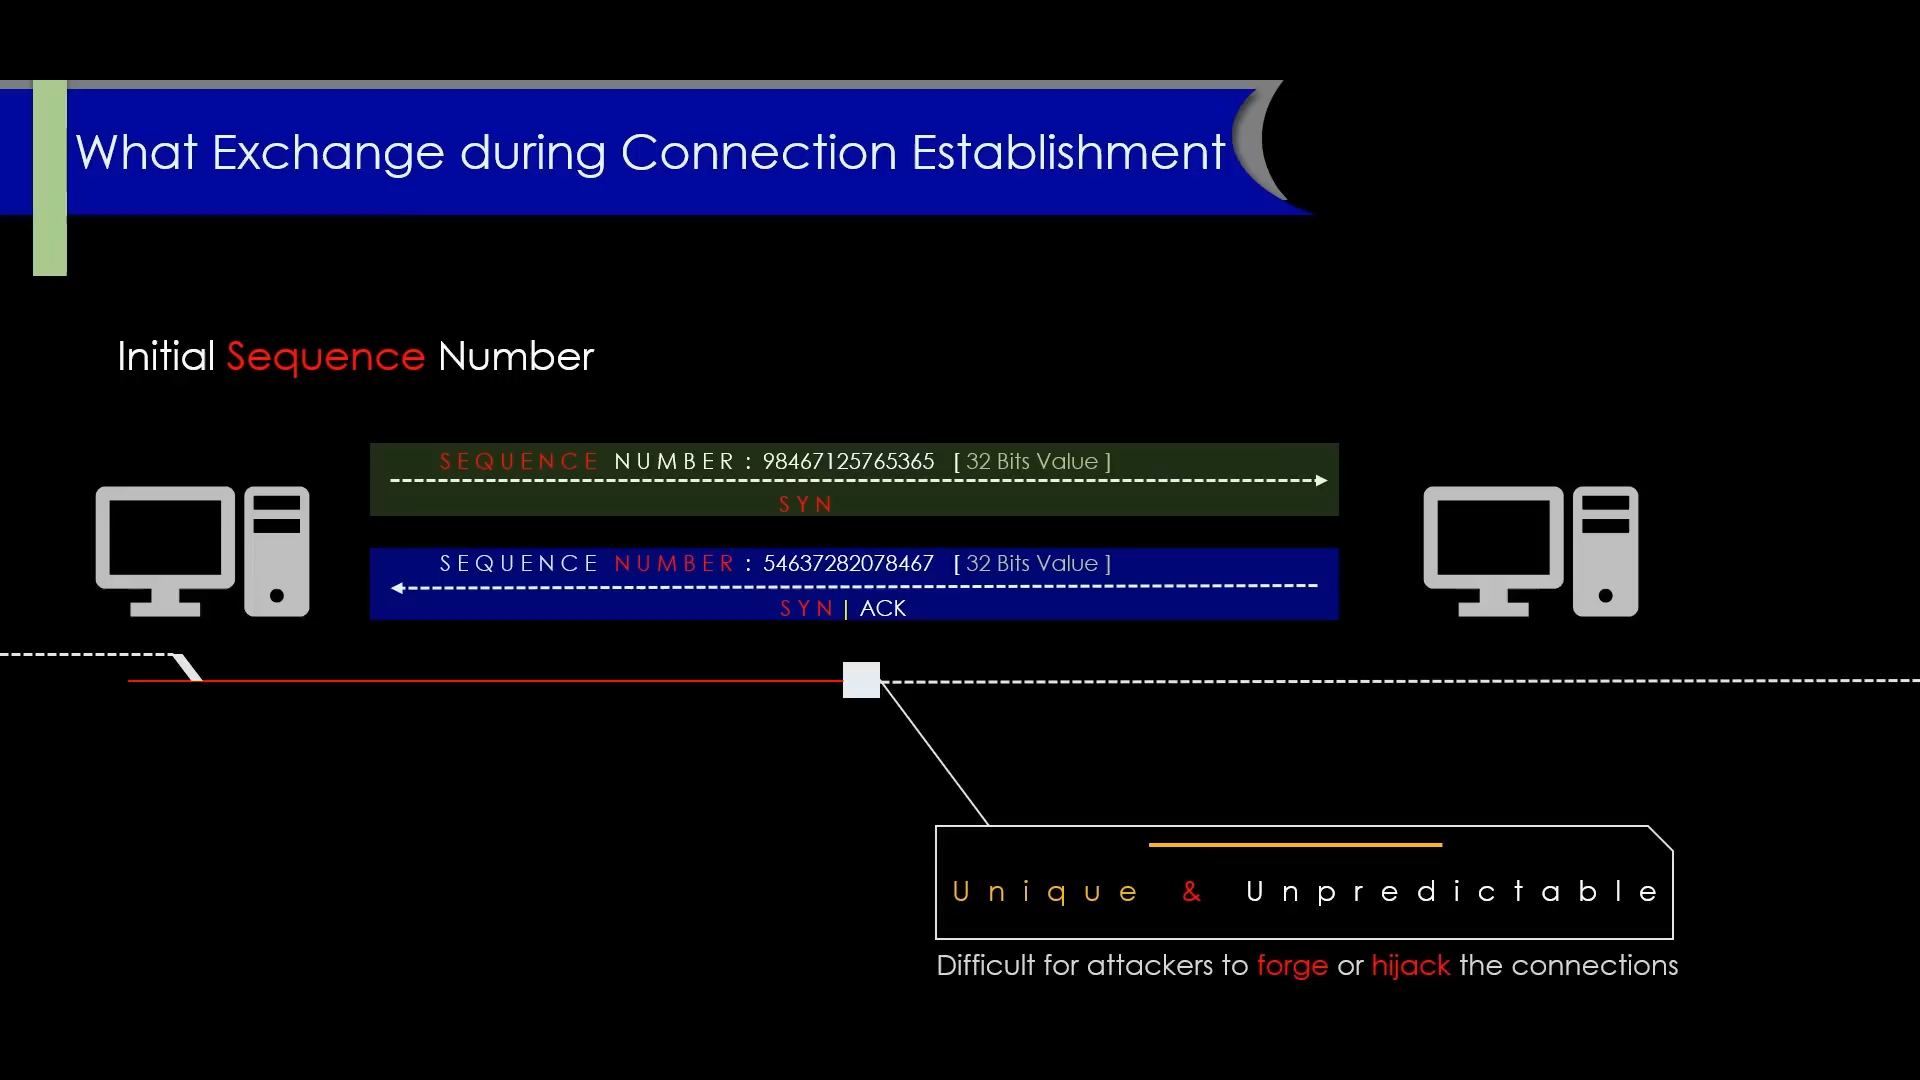 What Exchange during Connection Establishment
Initial Sequence Number
SEQUENCE NUMBER : 98467125765365 [ 32 Bits Value ]
SYN
SEQUENCE NUMBER : 54637282078467 [ 32 Bits Value ]
SYN | ACK
Unique & Unpredictable
Difficult for attackers to forge or hijack the connections